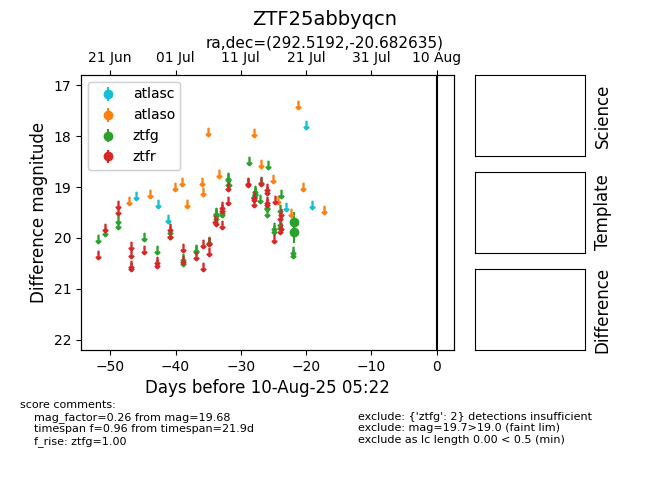 ZTF25abbyqcn
ra,dec=(292.5192,-20.682635)
21 Jun 01 Jul 11 Jul 21 Jul 31 Jul 10 Aug
atlasc
atlaso
ztfg
ztfr
17
18
19
20
21
22
Difference magnitude
−50 −40 −30 −20 −10 0
Days before 10-Aug-25 05:22
Science
Template
Difference
score comments:
mag_factor=0.26 from mag=19.68
timespan f=0.96 from timespan=21.9d
f_rise: ztfg=1.00
exclude: {'ztfg': 2} detections insufficient
exclude: mag=19.7>19.0 (faint lim)
exclude as lc length 0.00 < 0.5 (min)